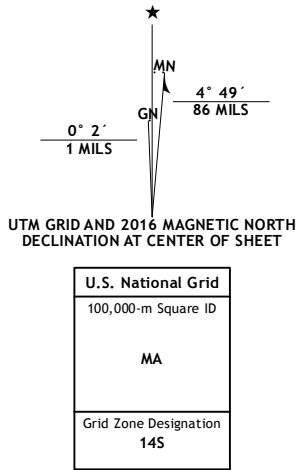 ★
MN
GN
4° 49´
86 MILS
0° 2´
1 MILS
UTM GRID AND 2016 MAGNETIC NORTH
DECLINATION AT CENTER OF SHEET
U.S. National Grid
100,000-m Square ID
MA
Grid Zone Designation
14S